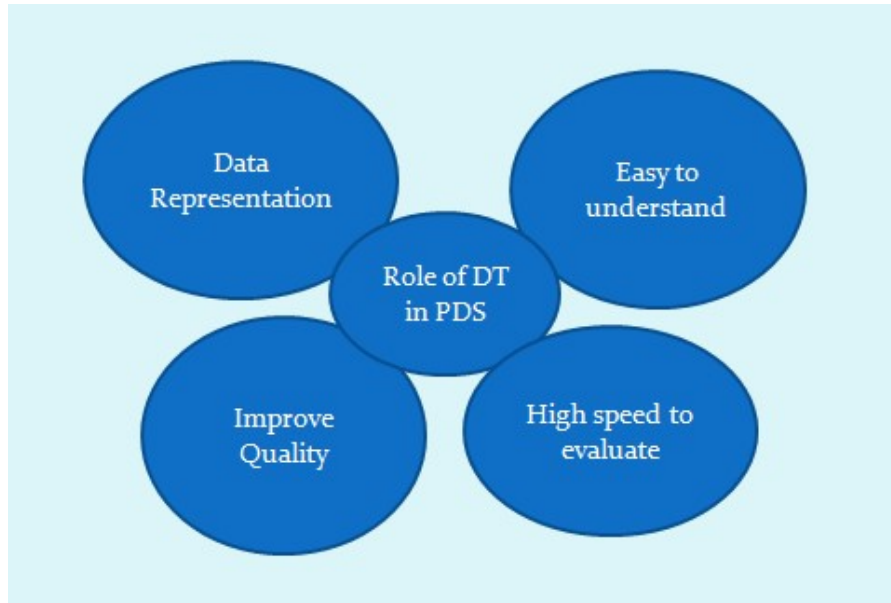 Data
Representation
Easy to
understand
Role of DT
in PDS
Improve
Quality
High speed to
evaluate